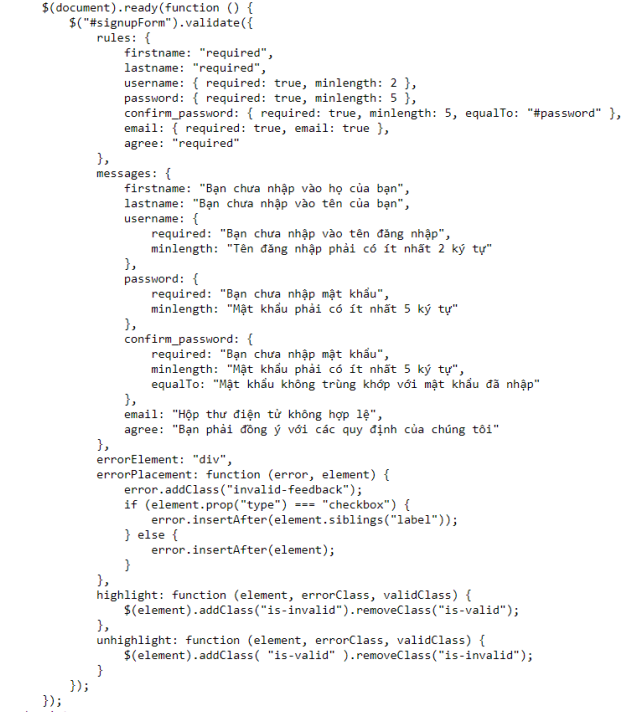 $(document).ready(function () {
$("#signupForm").validate({
rules: {
firstname: "required",
lastname: "required",
username: { required: true, minlength: 2 },
password: { required: true, minlength: 5 },
confirm_password: { required: true, minlength: 5, equalTo: "#password" },
email: { required: true, email: true },
agree: "required"
},
messages: {
firstname: "Bạn chưa nhập vào họ của bạn",
lastname: "Bạn chưa nhập vào tên của bạn",
username: {
required: "Bạn chưa nhập vào tên đăng nhập",
minlength: "Tên đăng nhập phải có ít nhất 2 ký tự"
},
password: {
required: "Bạn chưa nhập mật khẩu",
minlength: "Mật khẩu phải có ít nhất 5 ký tự"
},
confirm_password: {
required: "Bạn chưa nhập mật khẩu",
minlength: "Mật khẩu phải có ít nhất 5 ký tự",
equalTo: "Mật khẩu không trùng khớp với mật khẩu đã nhập"
},
email: "Hộp thư điện tử không hợp lệ",
agree: "Bạn phải đồng ý với các quy định của chúng tôi"
},
errorElement: "div",
errorPlacement: function (error, element) {
error.addClass("invalid-feedback");
if (element.prop("type") === "checkbox") {
error.insertAfter(element.siblings("label"));
} else {
error.insertAfter(element);
}
},
highlight: function (element, errorClass, validClass) {
$(element).addClass("is-invalid").removeClass("is-valid");
},
unhighlight: function (element, errorClass, validClass) {
$(element).addClass( "is-valid" ).removeClass("is-invalid");
}
});
});